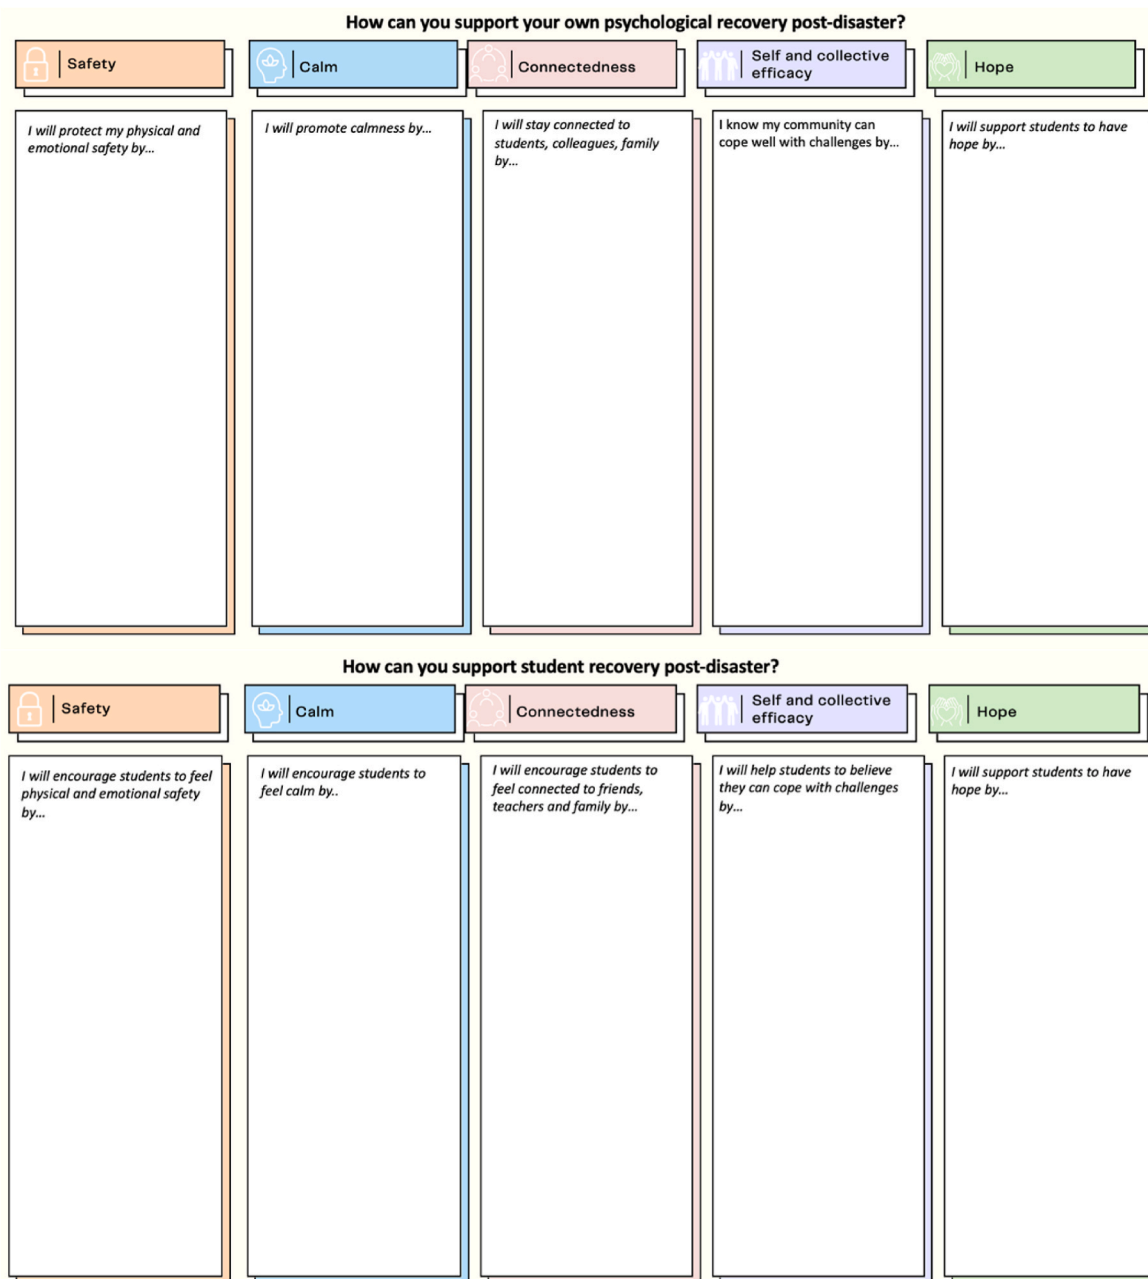 How can you support your own psychological recovery post-disaster?
Safety
Calm
Connectedness
Self and collective
efficacy
Hope
I will protect my physical and
emotional safety by...
I will promote calmness by...
I will stay connected to
students, colleagues, family
by...
I know my community can
cope well with challenges by...
I will support students to have
hope by...
How can you support student recovery post-disaster?
Safety
Calm
Connectedness
Self and collective
efficacy
Hope
I will encourage students to feel
physical and emotional safety
by...
I will encourage students to
feel calm by..
I will encourage students to
feel connected to friends,
teachers and family by...
I will help students to believe
they can cope with challenges
by...
I will support students to have
hope by...